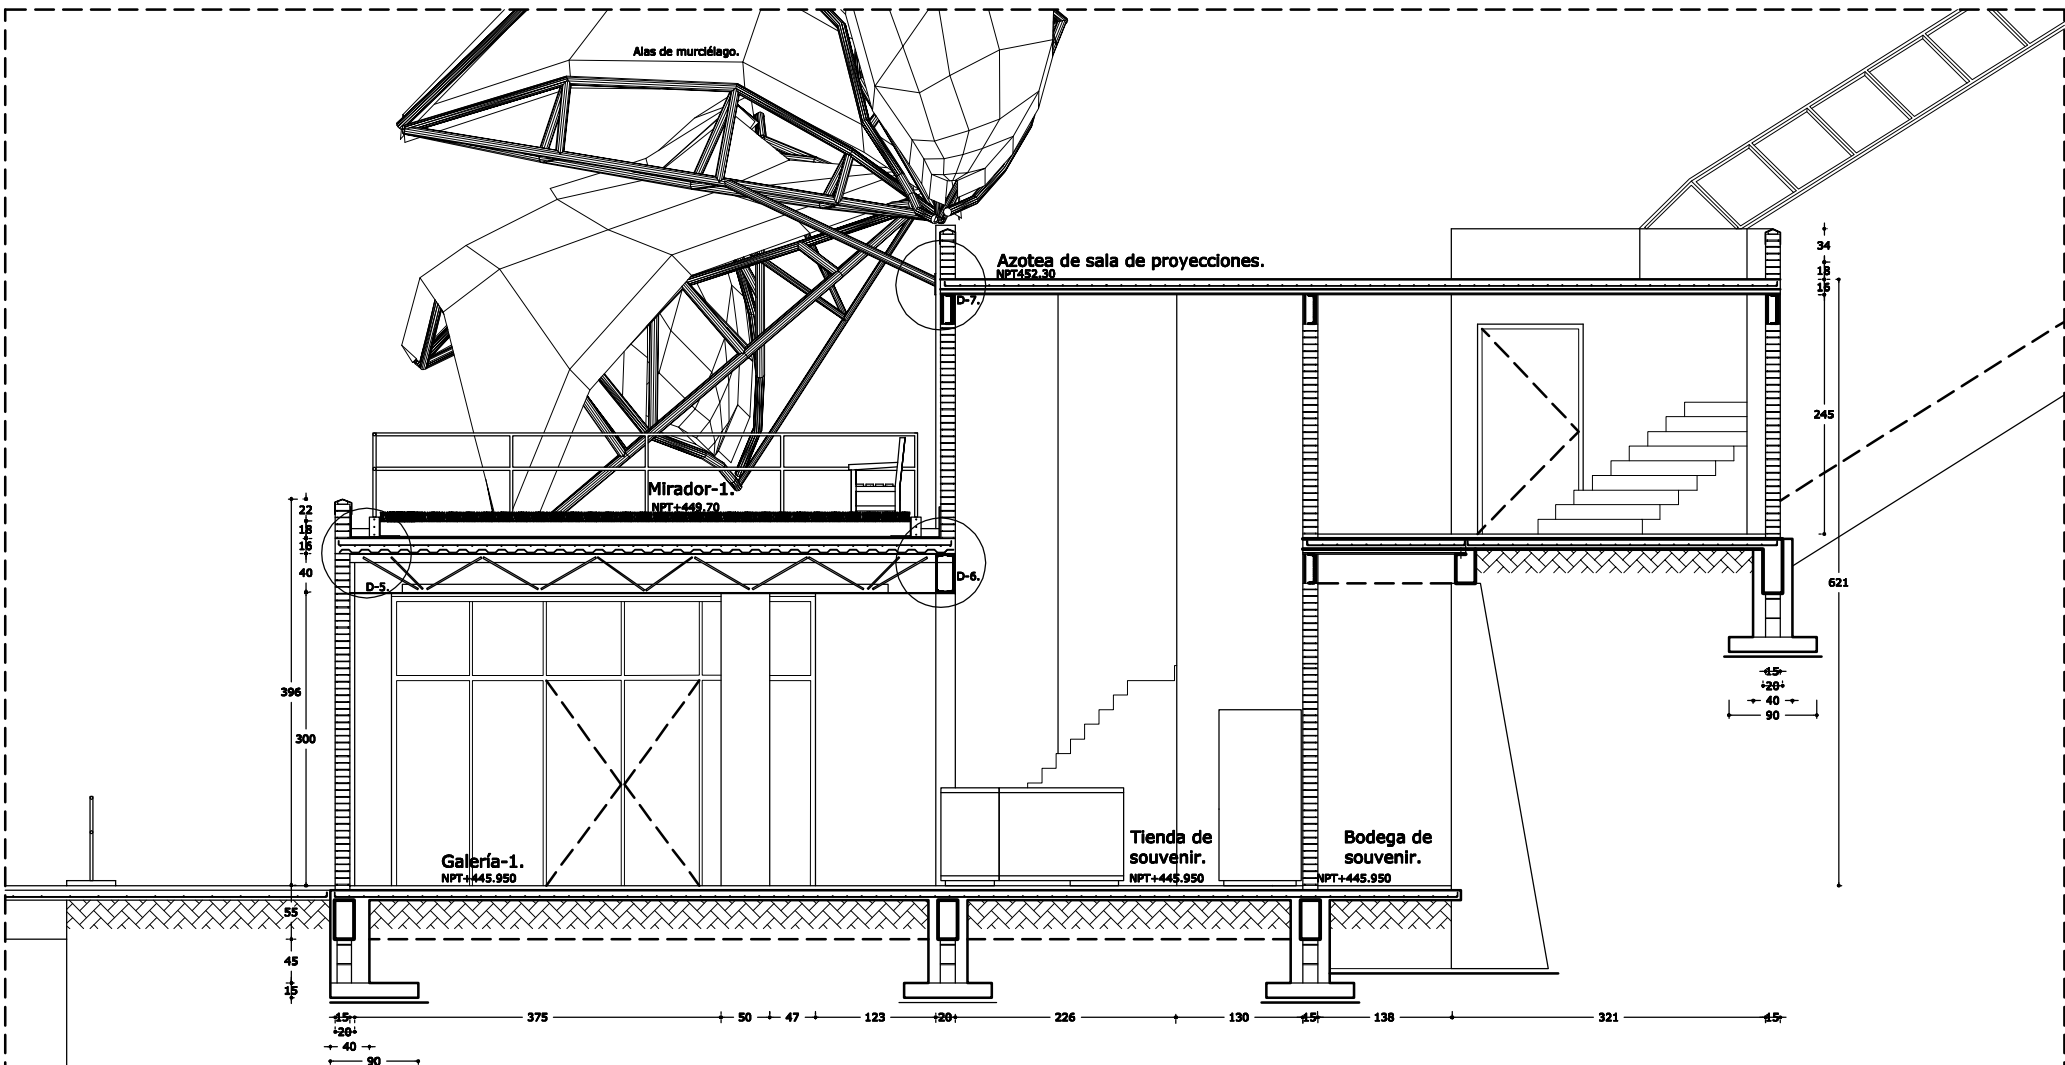 Alas de murciélago.
Azotea de sala de proyecciones.
NPT452.30
D-7.
34
18
16
245
621
Mirador-1.
NPT+449.70
22
18
16
40
D-5.
D-6.
396
300
15
20
40
90
Galería-1.
NPT+445.950
Tienda de
souvenir.
NPT+445.950
Bodega de
souvenir.
NPT+445.950
55
45
15
15
375
50
47
123
20
226
130
15
138
321
15
20
40
90